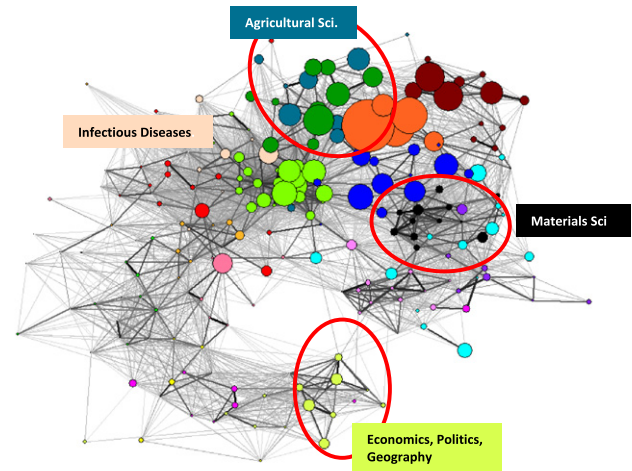 Agricultural Sci.
Infectious Diseases
Materials Sci
Economics, Politics,
Geography